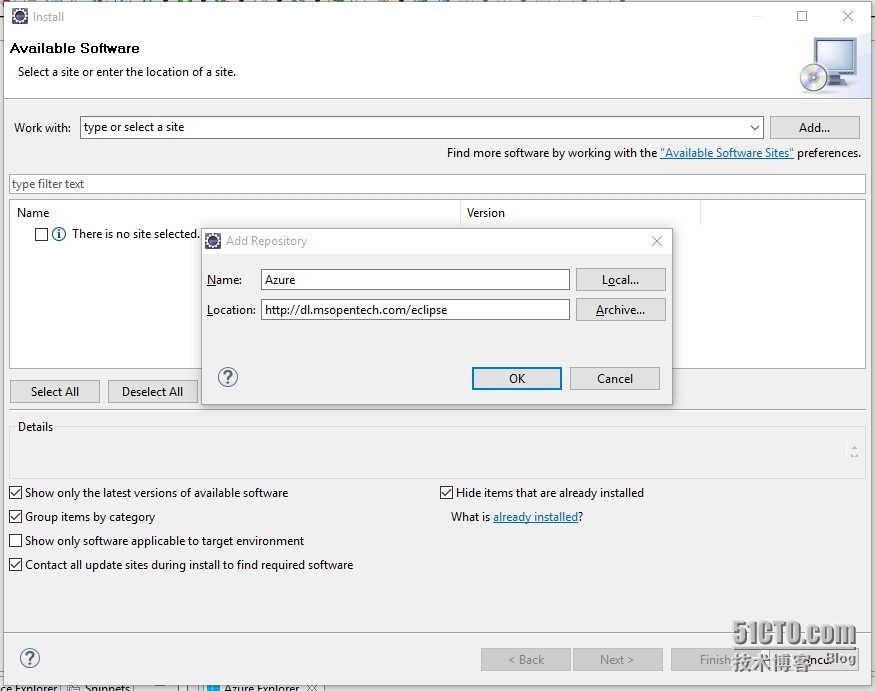 Install
Available Software
Select a site or enter the location of a site.
Work with: type or select a site Add...
Find more software by working with the "Available Software Sites" preferences.
type filter text
Name Version
There is no site selected.
Add Repository
Name: Azure Local...
Location: http://dl.msopentech.com/eclipse Archive...
OK Cancel
Select All Deselect All
Details
Show only the latest versions of available software Hide items that are already installed
Group items by category What is already installed?
Show only software applicable to target environment
Contact all update sites during install to find required software
< Back Next > Finish
51CTO.com
技术博客 Blog
Explorer Snippets Azure Explorer